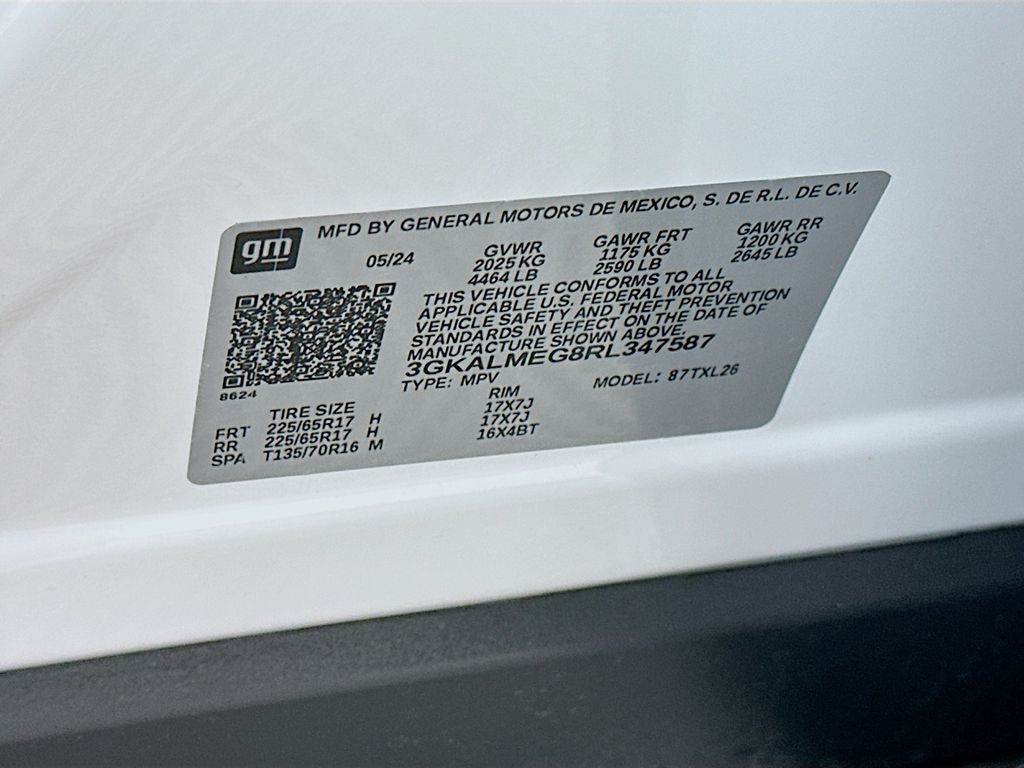 gm
MFD BY GENERAL MOTORS DE MEXICO, S. DE R.L. DE C.V.
05/24
GVWR GAWR FRT GAWR RR
2025 KG 1175 KG 1200 KG
4464 LB 2590 LB 2645 LB
THIS VEHICLE CONFORMS TO ALL
APPLICABLE U.S. FEDERAL MOTOR
VEHICLE SAFETY AND THEFT PREVENTION
STANDARDS IN EFFECT ON THE DATE OF
MANUFACTURE SHOWN ABOVE.
3GKALMEG8RL347587
TYPE: MPV MODEL: 87TXL26
8624
TIRE SIZE RIM
FRT 225/65R17 H 17X7J
RR 225/65R17 H 17X7J
SPA T135/70R16 M 16X4BT